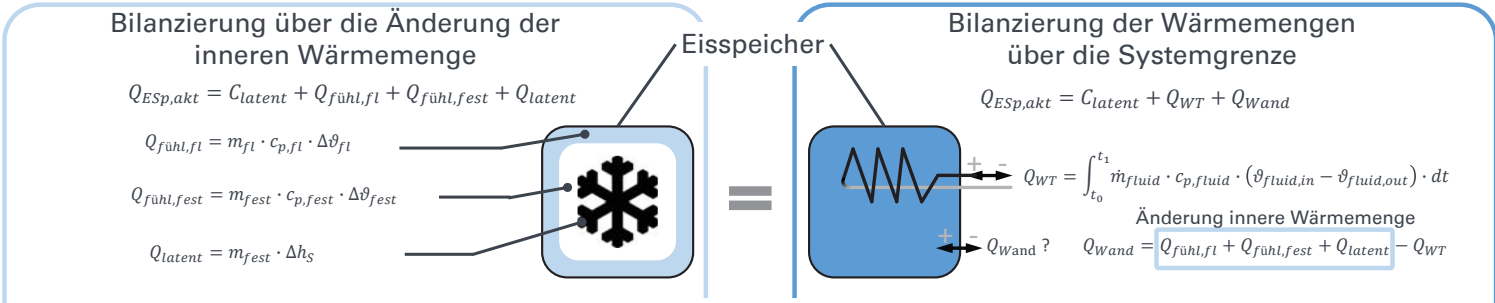 Bilanzierung über die Änderung der
inneren Wärmemenge
Q_{ESp,akt} = C_{latent} + Q_{fühl,fl} + Q_{fühl,fest} + Q_{latent}
Q_{fühl,fl} = m_{fl} · c_{p,fl} · Δϑ_{fl}
Q_{fühl,fest} = m_{fest} · c_{p,fest} · Δϑ_{fest}
Q_{latent} = m_{fest} · Δh_S
Eisspeicher
=
Bilanzierung der Wärmemengen
über die Systemgrenze
Q_{ESp,akt} = C_{latent} + Q_{WT} + Q_{Wand}
+ - Q_{WT} = ∫_{t_0}^{t_1} ṁ_{fluid} · c_{p,fluid} · (ϑ_{fluid,in} − ϑ_{fluid,out}) · dt
Änderung innere Wärmemenge
+ - Q_{Wand} ? Q_{Wand} = Q_{fühl,fl} + Q_{fühl,fest} + Q_{latent} − Q_{WT}